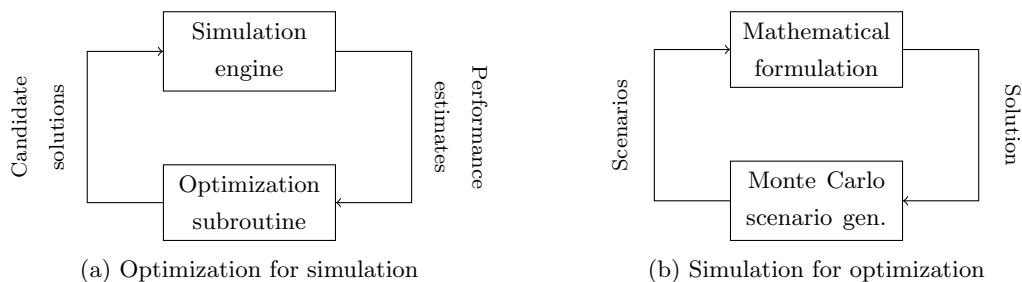 Simulation
engine
Candidate
solutions
Performance
estimates
Optimization
subroutine
(a) Optimization for simulation
Mathematical
formulation
Scenarios
Solution
Monte Carlo
scenario gen.
(b) Simulation for optimization